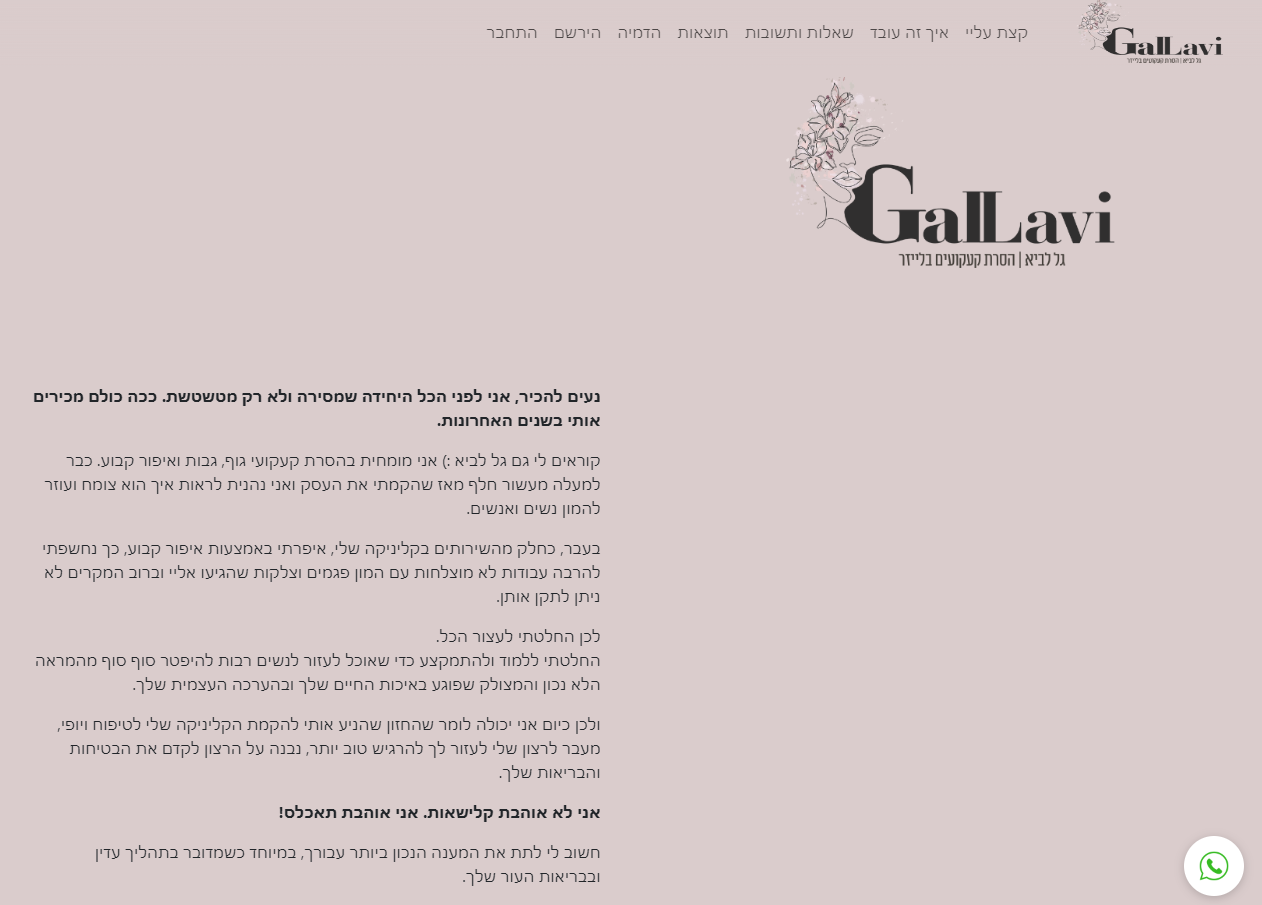 GalLavi
גל לביא | הסרת קעקועים בלייזר
קצת עליי
איך זה עובד
שאלות ותשובות
תוצאות
הדמיה
הירשם
התחבר
GalLavi
גל לביא | הסרת קעקועים בלייזר
נעים להכיר, אני לפני הכל היחידה שמסירה ולא רק מטשטשת. ככה כולם מכירים
אותי בשנים האחרונות.
קוראים לי גם גל לביא :) אני מומחית בהסרת קעקועי גוף, גבות ואיפור קבוע. כבר
למעלה מעשור חלף מאז שהקמתי את העסק ואני נהנית לראות איך הוא צומח ועוזר
להמון נשים ואנשים.
בעבר, כחלק מהשירותים בקליניקה שלי, איפרתי באמצעות איפור קבוע, כך נחשפתי
להרבה עבודות לא מוצלחות עם המון פגמים וצלקות שהגיעו אליי וברוב המקרים לא
ניתן לתקן אותן.
לכן החלטתי לעצור הכל.
החלטתי ללמוד ולהתמקצע כדי שאוכל לעזור לנשים רבות להיפטר סוף סוף מהמראה
הלא נכון והמצולק שפוגע באיכות החיים שלך ובהערכה העצמית שלך.
ולכן כיום אני יכולה לומר שהחזון שהניע אותי להקמת הקליניקה שלי לטיפוח ויופי,
מעבר לרצון שלי לעזור לך להרגיש טוב יותר, נבנה על הרצון לקדם את הבטיחות
והבריאות שלך.
אני לא אוהבת קלישאות. אני אוהבת תאכלס!
חשוב לי לתת את המענה הנכון ביותר עבורך, במיוחד כשמדובר בתהליך עדין
ובבריאות העור שלך.